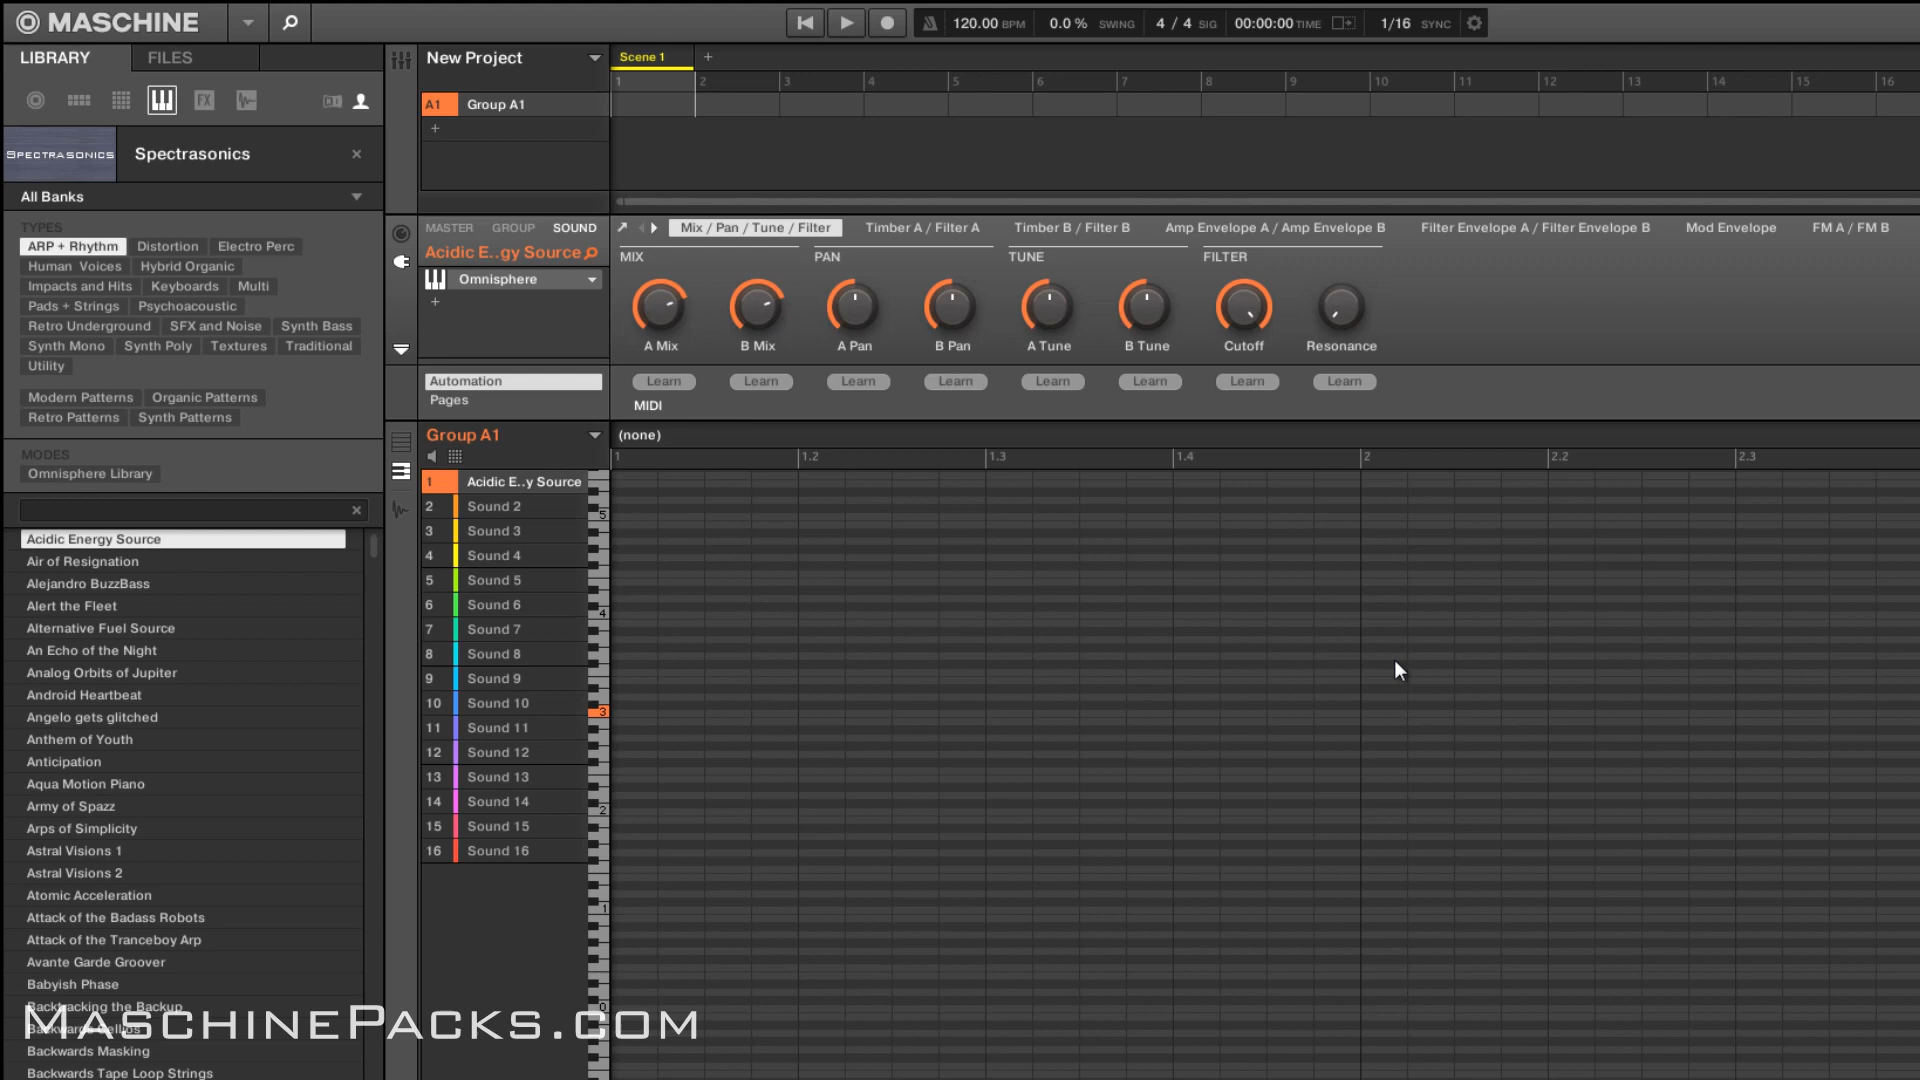 MASCHINE
120.00 BPM 0.0 % SWING 4 / 4 SIG 00:00:00 TIME 1/16 SYNC
LIBRARY FILES
FX
SPECTRASONICS Spectrasonics
All Banks
TYPES
ARP + Rhythm Distortion Electro Perc
Human Voices Hybrid Organic
Impacts and Hits Keyboards Multi
Pads + Strings Psychoacoustic
Retro Underground SFX and Noise Synth Bass
Synth Mono Synth Poly Textures Traditional
Utility
Modern Patterns Organic Patterns
Retro Patterns Synth Patterns
MODES
Omnisphere Library
Acidic Energy Source
Air of Resignation
Alejandro BuzzBass
Alert the Fleet
Alternative Fuel Source
An Echo of the Night
Analog Orbits of Jupiter
Android Heartbeat
Angelo gets glitched
Anthem of Youth
Anticipation
Aqua Motion Piano
Army of Spazz
Arps of Simplicity
Astral Visions 1
Astral Visions 2
Atomic Acceleration
Attack of the Badass Robots
Attack of the Tranceboy Arp
Avante Garde Groover
Babyish Phase
Backtracking the Backup
Backwards Cellos
Backwards Masking
Backwards Tape Loop Strings
New Project
A1 Group A1
+
Scene 1 +
1 2 3 4 5 6 7 8 9 10 11 12 13 14 15 16
MASTER GROUP SOUND
Acidic E..gy Source
Omnisphere
+
Automation
Pages
Mix / Pan / Tune / Filter Timber A / Filter A Timber B / Filter B Amp Envelope A / Amp Envelope B Filter Envelope A / Filter Envelope B Mod Envelope FM A / FM B
MIX PAN TUNE FILTER
A Mix B Mix A Pan B Pan A Tune B Tune Cutoff Resonance
Learn Learn Learn Learn Learn Learn Learn Learn
MIDI
Group A1
(none)
1 1.2 1.3 1.4 2 2.2 2.3
1 Acidic E..y Source
2 Sound 2
3 Sound 3
4 Sound 4
5 Sound 5
6 Sound 6
7 Sound 7
8 Sound 8
9 Sound 9
10 Sound 10
11 Sound 11
12 Sound 12
13 Sound 13
14 Sound 14
15 Sound 15
16 Sound 16
5
4
3
2
1
0
MASCHINEPACKS.COM